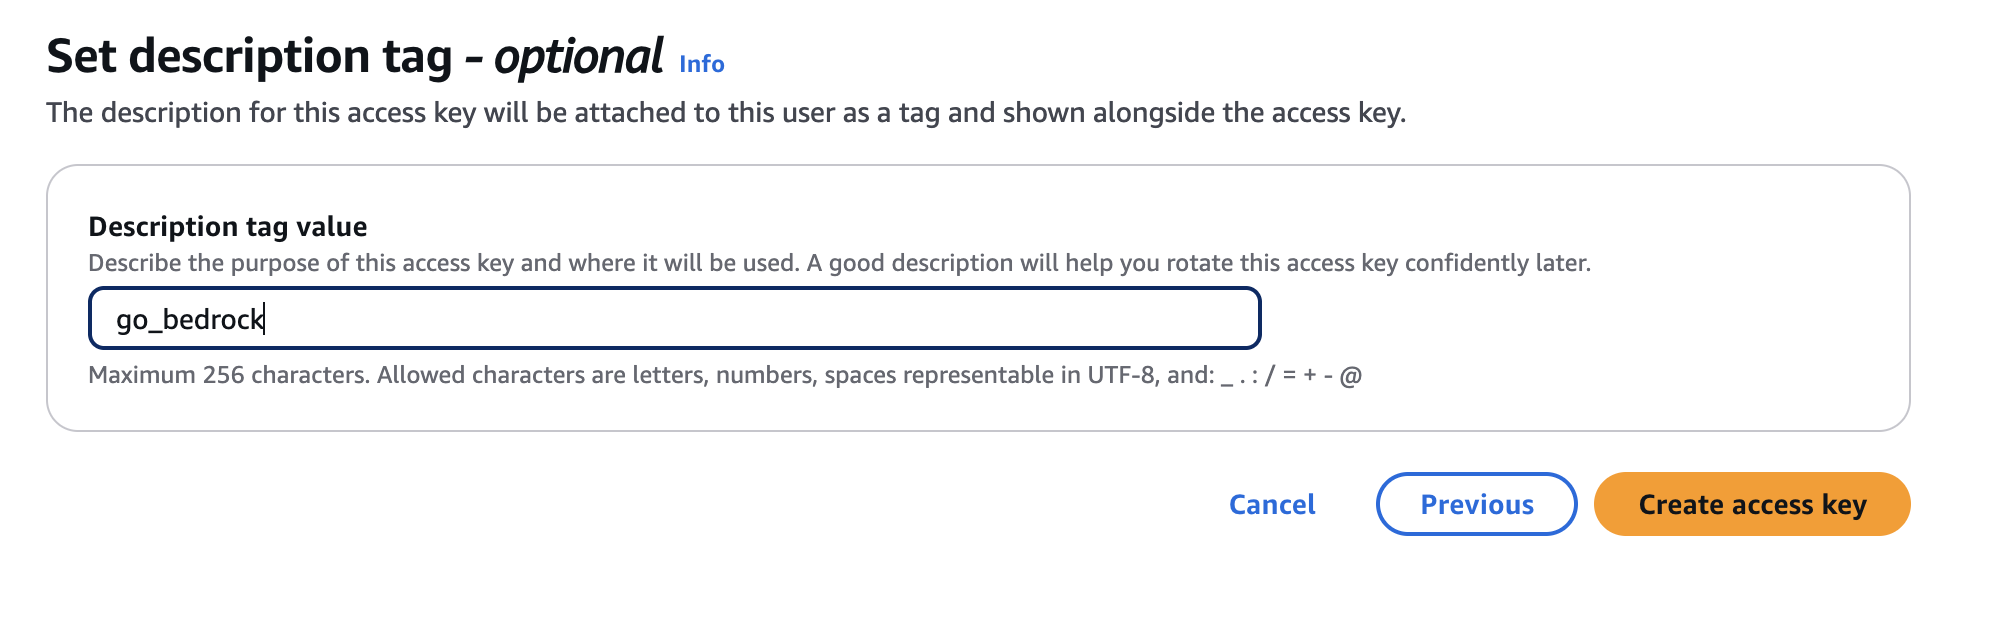 Set description tag - optional Info
The description for this access key will be attached to this user as a tag and shown alongside the access key.
Description tag value
Describe the purpose of this access key and where it will be used. A good description will help you rotate this access key confidently later.
go_bedrock
Maximum 256 characters. Allowed characters are letters, numbers, spaces representable in UTF-8, and: _ . : / = + - @
Cancel Previous Create access key